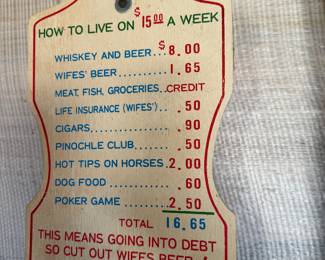 HOW TO LIVE ON $15.00 A WEEK
WHISKEY AND BEER...$8.00
WIFES' BEER..........1.65
MEAT, FISH, GROCERIES..CREDIT
LIFE INSURANCE (WIFES')... .50
CIGARS............... .90
PINOCHLE CLUB....... .50
HOT TIPS ON HORSES.2.00
DOG FOOD............ .60
POKER GAME.........2.50
TOTAL 16.65
THIS MEANS GOING INTO DEBT
SO CUT OUT WIFES BEER!